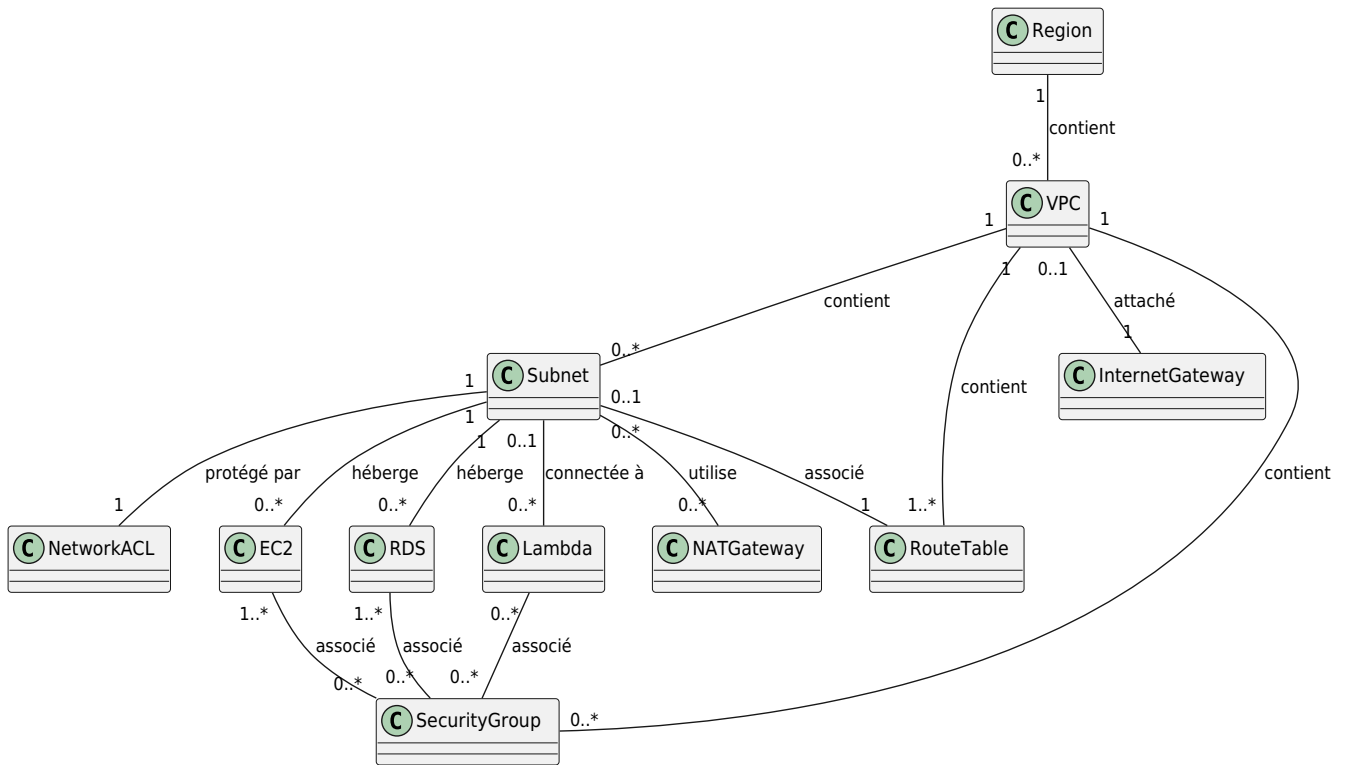 C Region
1
contient
0..*
C VPC
1
1
1
0..1
contient
attaché
1
0..*
C Subnet
C InternetGateway
1
0..1
contient
1
1
0..1
0..*
protégé par
héberge
héberge
connectée à
utilise
associé
contient
1
0..*
0..*
0..*
0..*
1
1..*
C NetworkACL
C EC2
C RDS
C Lambda
C NATGateway
C RouteTable
1..*
1..*
0..*
associé
associé
associé
0..*
0..*
0..*
C SecurityGroup
0..*